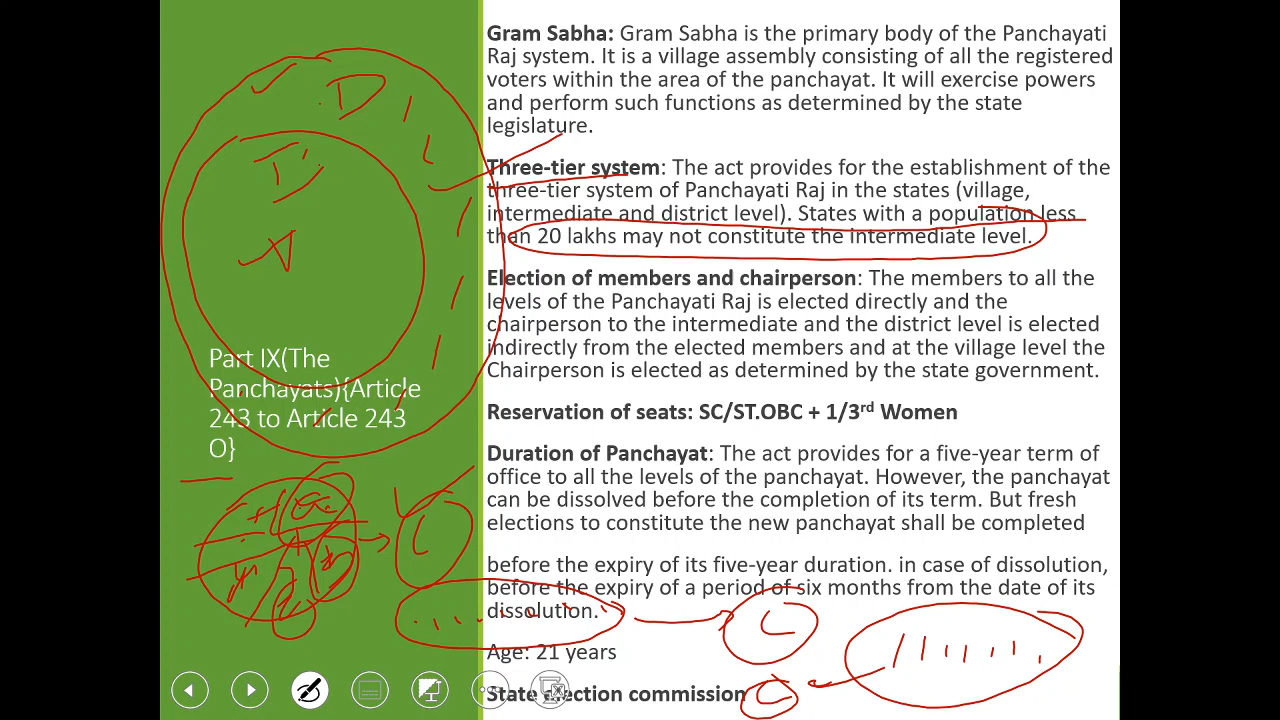 Part IX(The
Panchayats){Article
243 to Article 243
O}
Gram Sabha: Gram Sabha is the primary body of the Panchayati
Raj system. It is a village assembly consisting of all the registered
voters within the area of the panchayat. It will exercise powers
and perform such functions as determined by the state
legislature.
Three-tier system: The act provides for the establishment of the
three-tier system of Panchayati Raj in the states (village,
intermediate and district level). States with a population less
than 20 lakhs may not constitute the intermediate level.
Election of members and chairperson: The members to all the
levels of the Panchayati Raj is elected directly and the
chairperson to the intermediate and the district level is elected
indirectly from the elected members and at the village level the
Chairperson is elected as determined by the state government.
Reservation of seats: SC/ST.OBC + 1/3rd Women
Duration of Panchayat: The act provides for a five-year term of
office to all the levels of the panchayat. However, the panchayat
can be dissolved before the completion of its term. But fresh
elections to constitute the new panchayat shall be completed
before the expiry of its five-year duration. in case of dissolution,
before the expiry of a period of six months from the date of its
dissolution.
Age: 21 years
State election commission